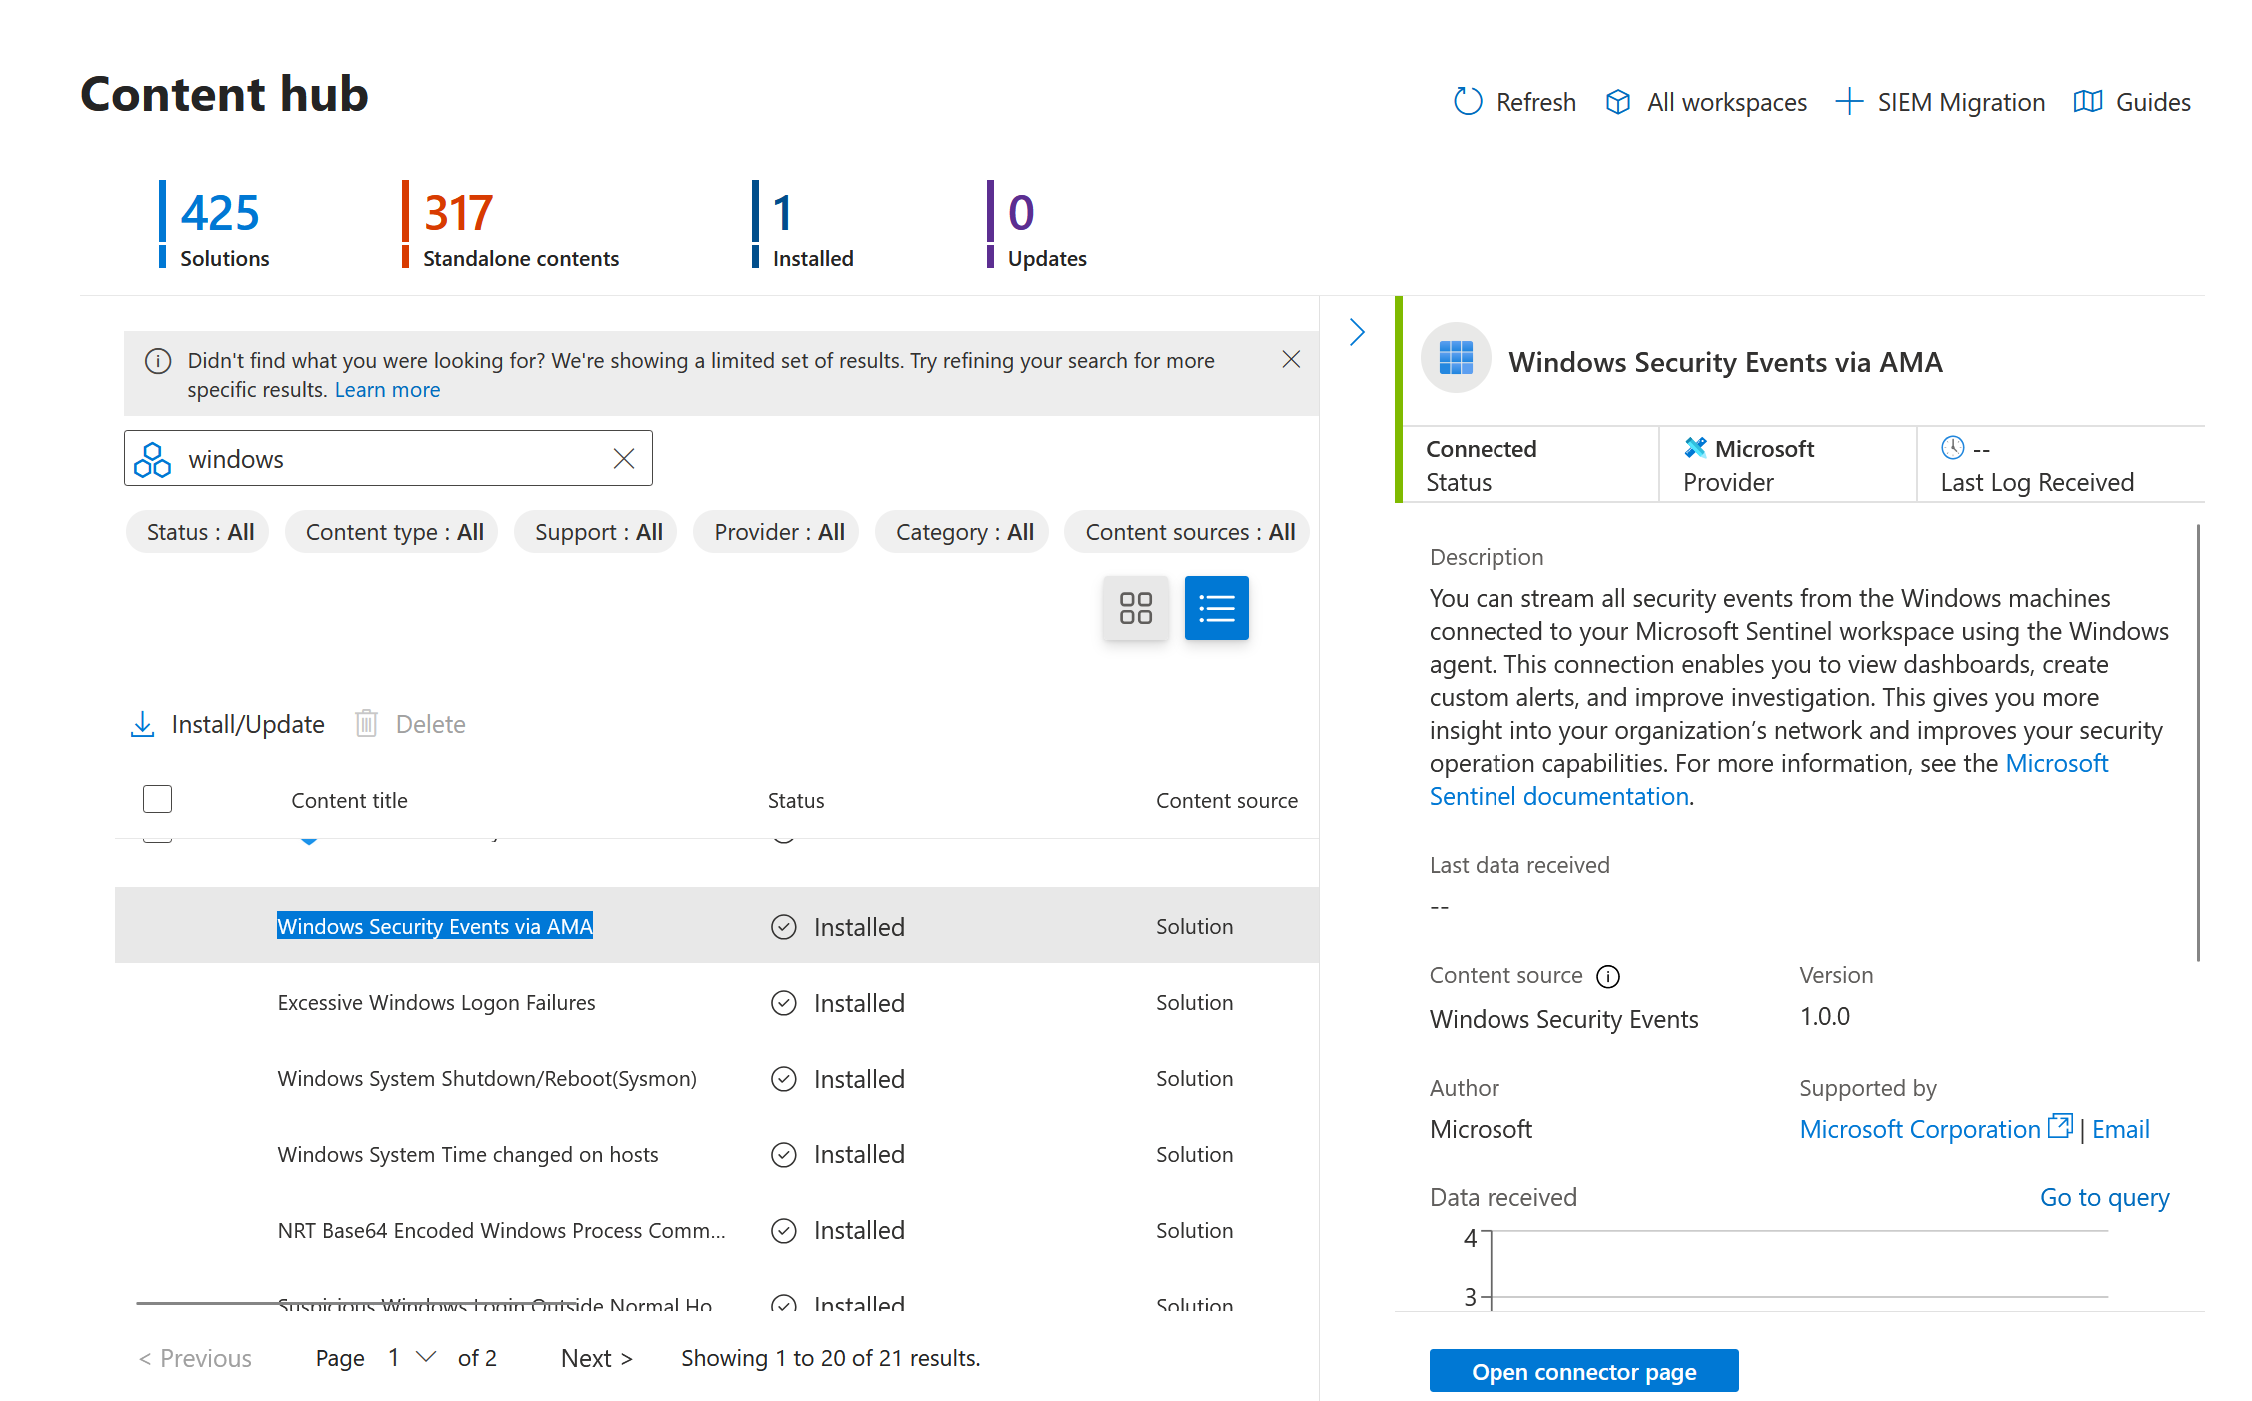 Content hub
Refresh
All workspaces
SIEM Migration
Guides
425
Solutions
317
Standalone contents
1
Installed
0
Updates
Didn't find what you were looking for? We're showing a limited set of results. Try refining your search for more
specific results. Learn more
windows
Status : All
Content type : All
Support : All
Provider : All
Category : All
Content sources : All
Install/Update
Delete
Content title Status Content source
Windows Security Events via AMA Installed Solution
Excessive Windows Logon Failures Installed Solution
Windows System Shutdown/Reboot(Sysmon) Installed Solution
Windows System Time changed on hosts Installed Solution
NRT Base64 Encoded Windows Process Comm... Installed Solution
Suspicious Windows Login Outside Normal Ho Installed Solution
< Previous Page 1 of 2 Next > Showing 1 to 20 of 21 results.
Windows Security Events via AMA
Connected
Status
Microsoft
Provider
--
Last Log Received
Description
You can stream all security events from the Windows machines
connected to your Microsoft Sentinel workspace using the Windows
agent. This connection enables you to view dashboards, create
custom alerts, and improve investigation. This gives you more
insight into your organization’s network and improves your security
operation capabilities. For more information, see the Microsoft
Sentinel documentation.
Last data received
--
Content source
Windows Security Events
Version
1.0.0
Author
Microsoft
Supported by
Microsoft Corporation | Email
Data received
Go to query
4
3
Open connector page